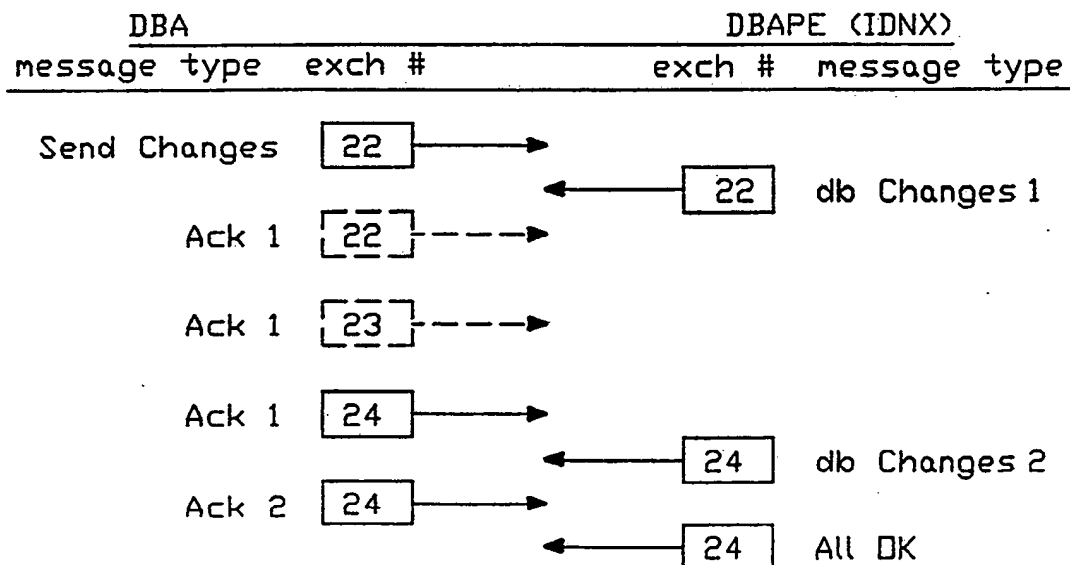 DBA DBAPE (IDNX)
message type exch # exch # message type
Send Changes 22
22 db Changes 1
Ack 1 22
Ack 1 23
Ack 1 24
24 db Changes 2
Ack 2 24
24 All OK